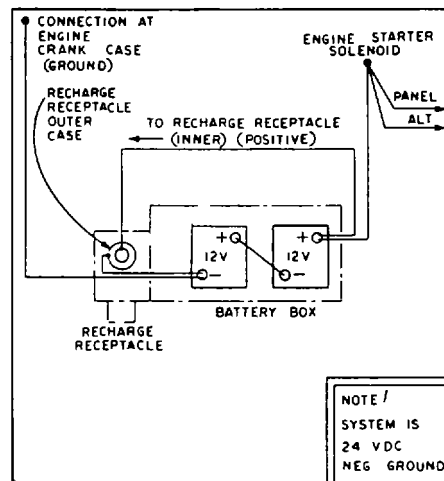 CONNECTION AT
ENGINE
CRANK CASE
(GROUND)
ENGINE STARTER
SOLENOID
PANEL
ALT
RECHARGE
RECEPTACLE
OUTER
CASE
TO RECHARGE RECEPTACLE
(INNER) (POSITIVE)
+
12V
-
+
12V
-
BATTERY BOX
RECHARGE
RECEPTACLE
NOTE!
SYSTEM IS
24 VDC
NEG GROUND